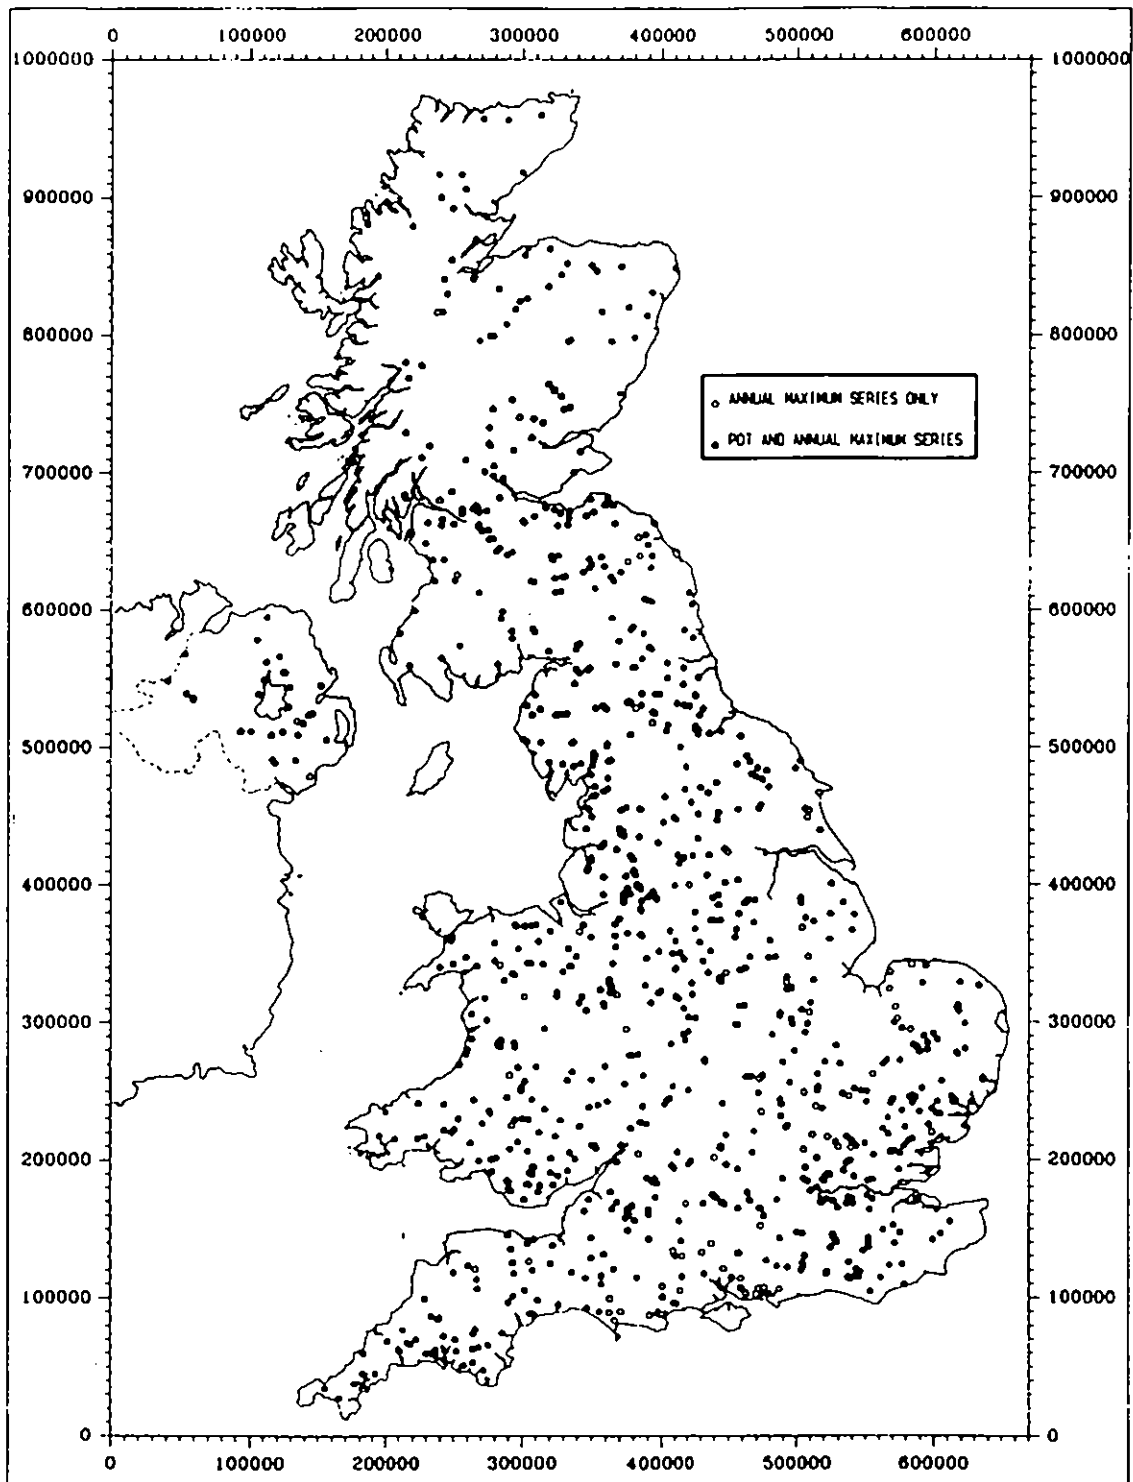 0 100000 200000 300000 400000 500000 600000
1000000 1000000
900000 900000
800000 800000
ANNUAL MAXIMUM SERIES ONLY
POT AND ANNUAL MAXIMUM SERIES
700000 700000
600000 600000
500000 500000
400000 400000
300000 300000
200000 200000
100000 100000
0 0
0 100000 200000 300000 400000 500000 600000